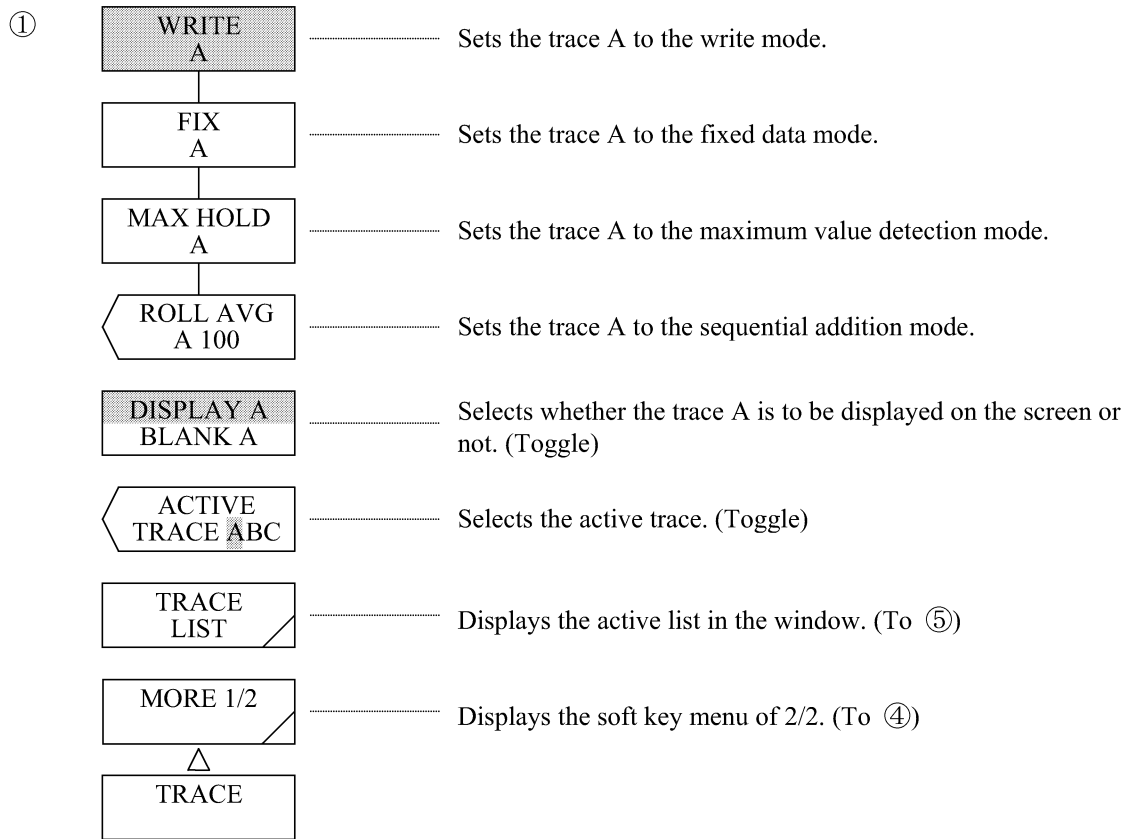 ①
WRITE
A
Sets the trace A to the write mode.
FIX
A
Sets the trace A to the fixed data mode.
MAX HOLD
A
Sets the trace A to the maximum value detection mode.
ROLL AVG
A 100
Sets the trace A to the sequential addition mode.
DISPLAY A
BLANK A
Selects whether the trace A is to be displayed on the screen or
not. (Toggle)
ACTIVE
TRACE ABC
Selects the active trace. (Toggle)
TRACE
LIST
Displays the active list in the window. (To ⑤)
MORE 1/2
Displays the soft key menu of 2/2. (To ④)
TRACE